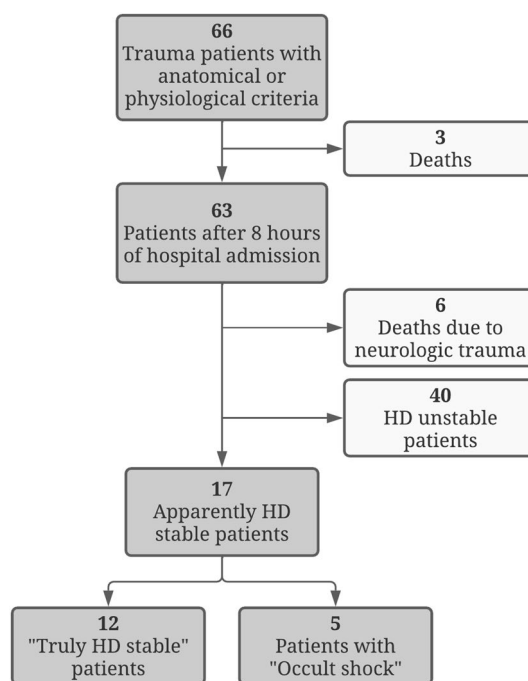 66
Trauma patients with
anatomical or
physiological criteria
3
Deaths
63
Patients after 8 hours
of hospital admission
6
Deaths due to
neurologic trauma
40
HD unstable
patients
17
Apparently HD
stable patients
12
"Truly HD stable"
patients
5
Patients with
"Occult shock"